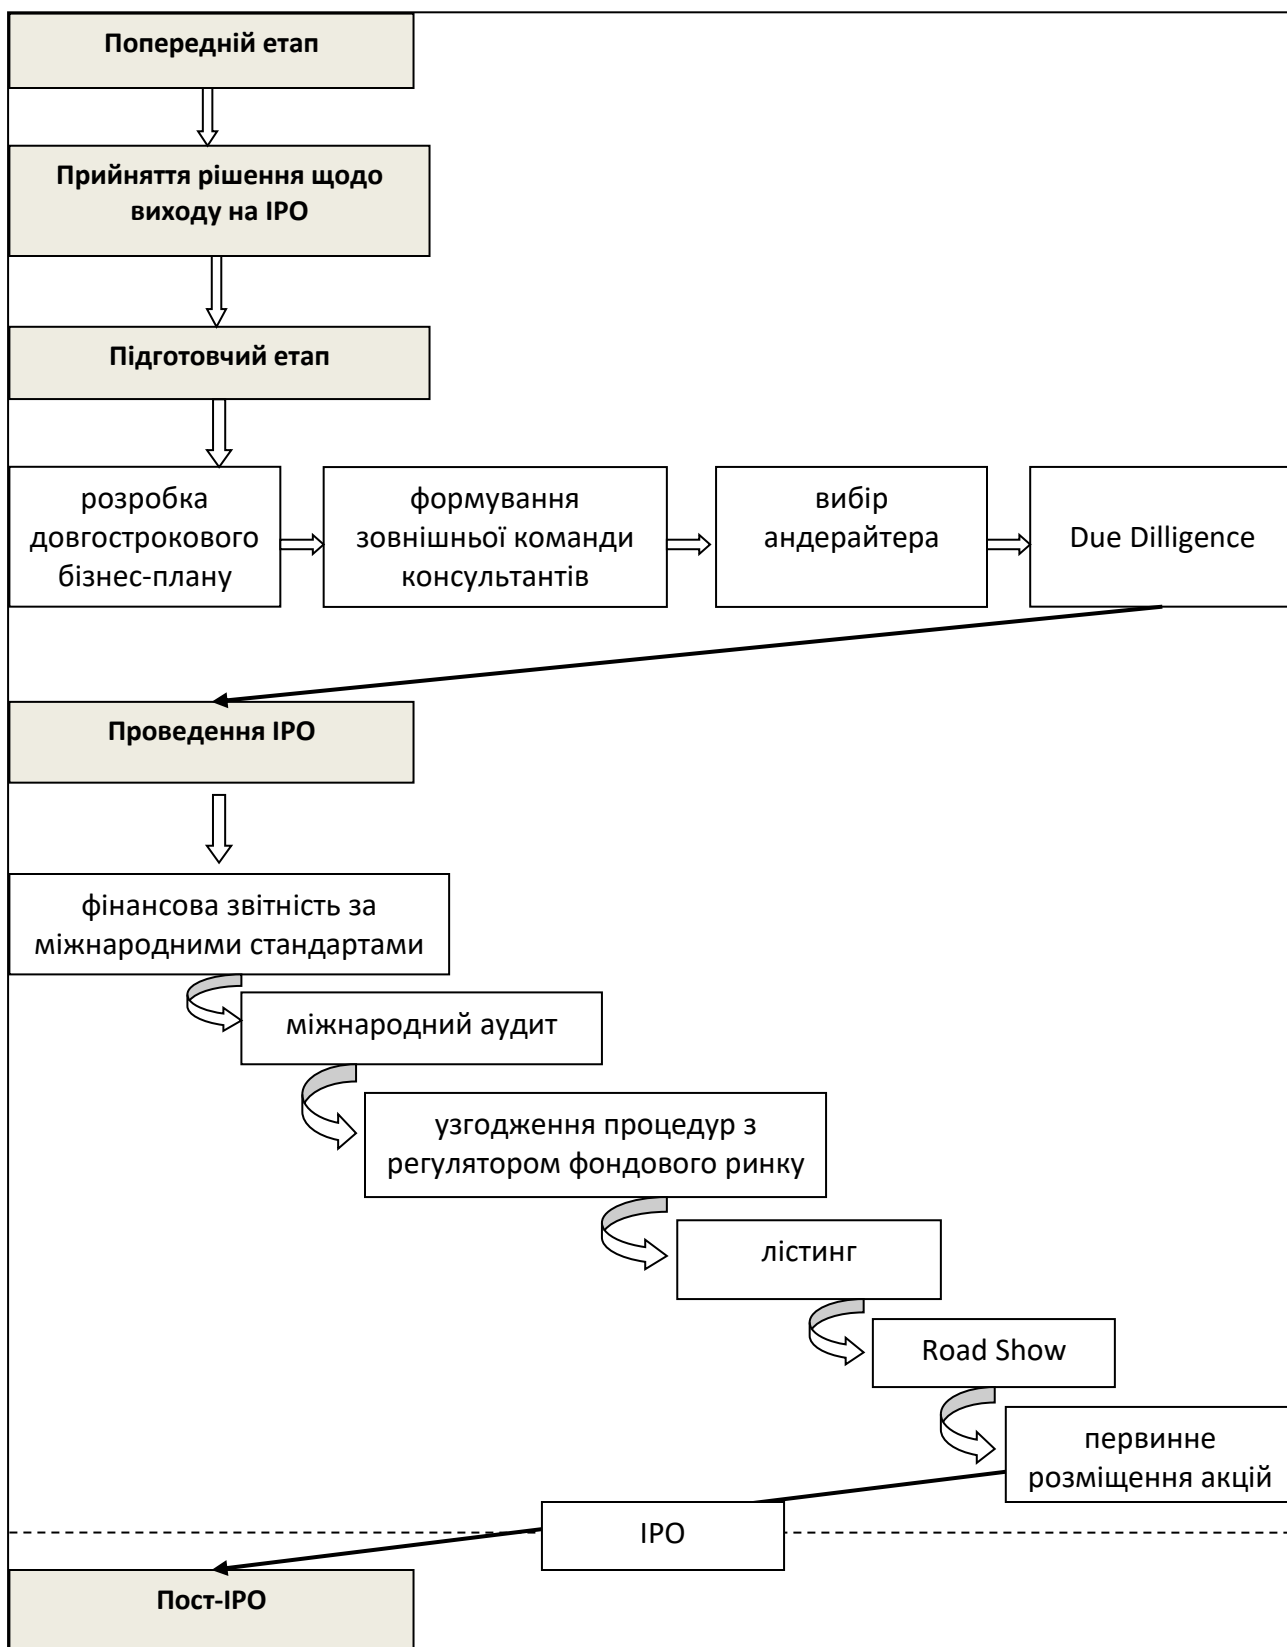 Попередній етап
Прийняття рішення щодо
виходу на IPO
Підготовчий етап
розробка
довгострокового
бізнес-плану
формування
зовнішньої команди
консультантів
вибір
андерайтера
Due Dilligence
Проведення IPO
фінансова звітність за
міжнародними стандартами
міжнародний аудит
узгодження процедур з
регулятором фондового ринку
лістинг
Road Show
первинне
розміщення акцій
IPO
Пост-IPO